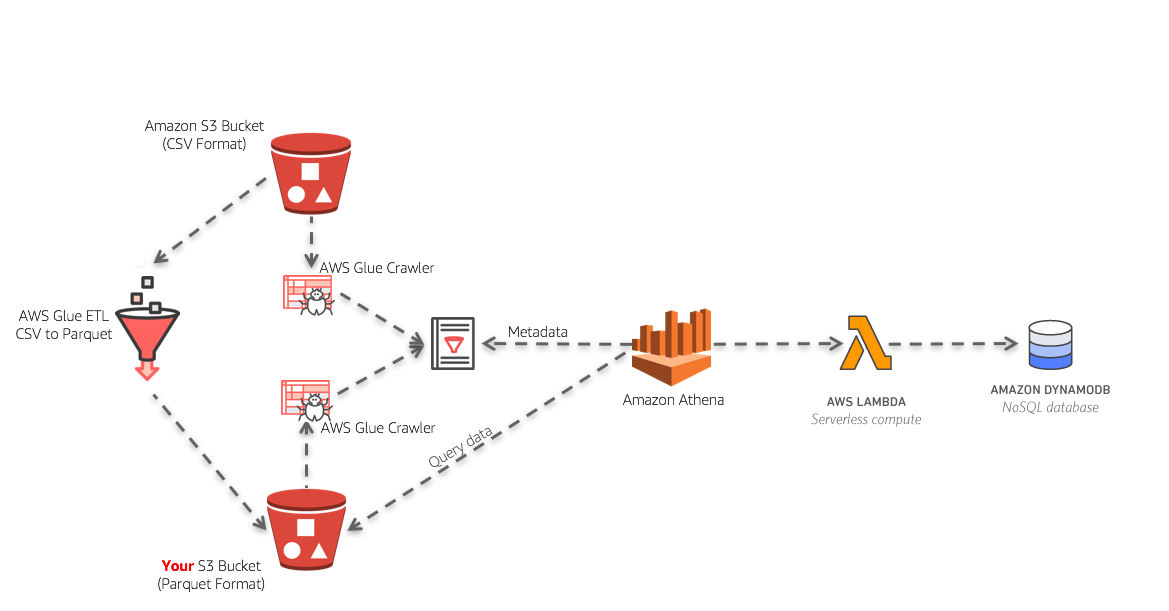 Amazon S3 Bucket
(CSV Format)
AWS Glue Crawler
AWS Glue ETL
CSV to Parquet
Metadata
Amazon Athena
AWS LAMBDA
Serverless compute
AMAZON DYNAMODB
NoSQL database
AWS Glue Crawler
Query data
Your S3 Bucket
(Parquet Format)